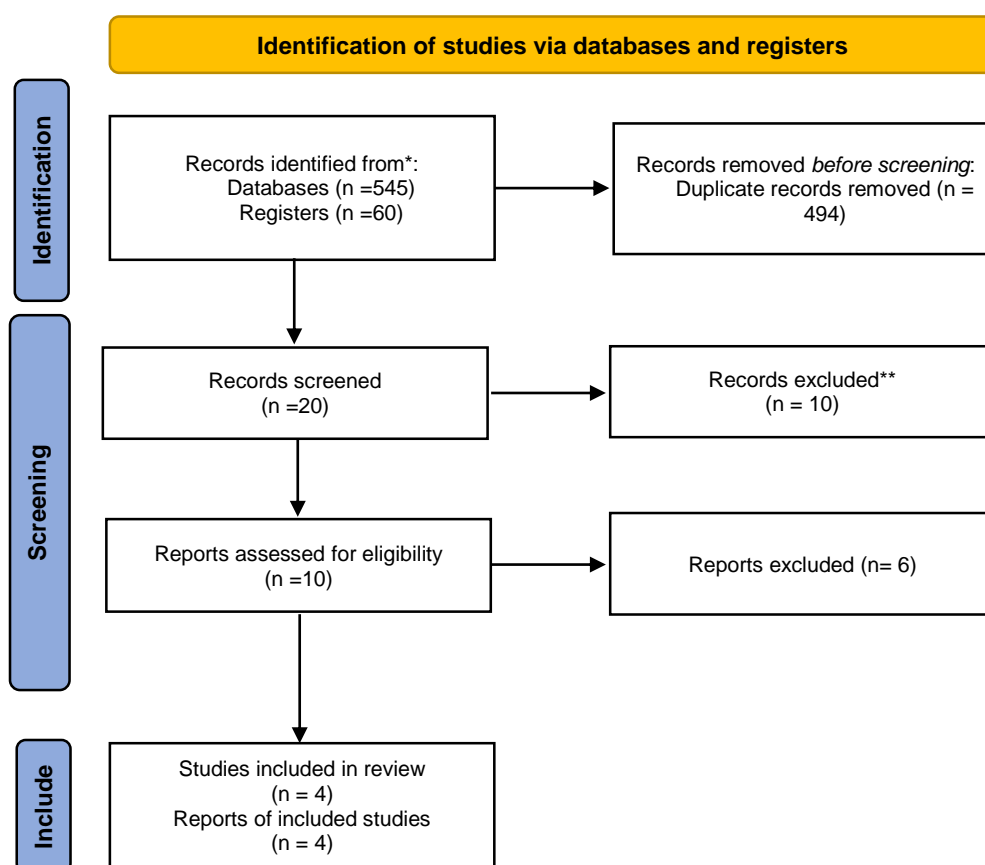 Identification of studies via databases and registers
Identification
Records identified from*:
Databases (n =545)
Registers (n =60)
Records removed before screening:
Duplicate records removed (n =
494)
Screening
Records screened
(n =20)
Records excluded**
(n = 10)
Reports assessed for eligibility
(n =10)
Reports excluded (n= 6)
Include
Studies included in review
(n = 4)
Reports of included studies
(n = 4)